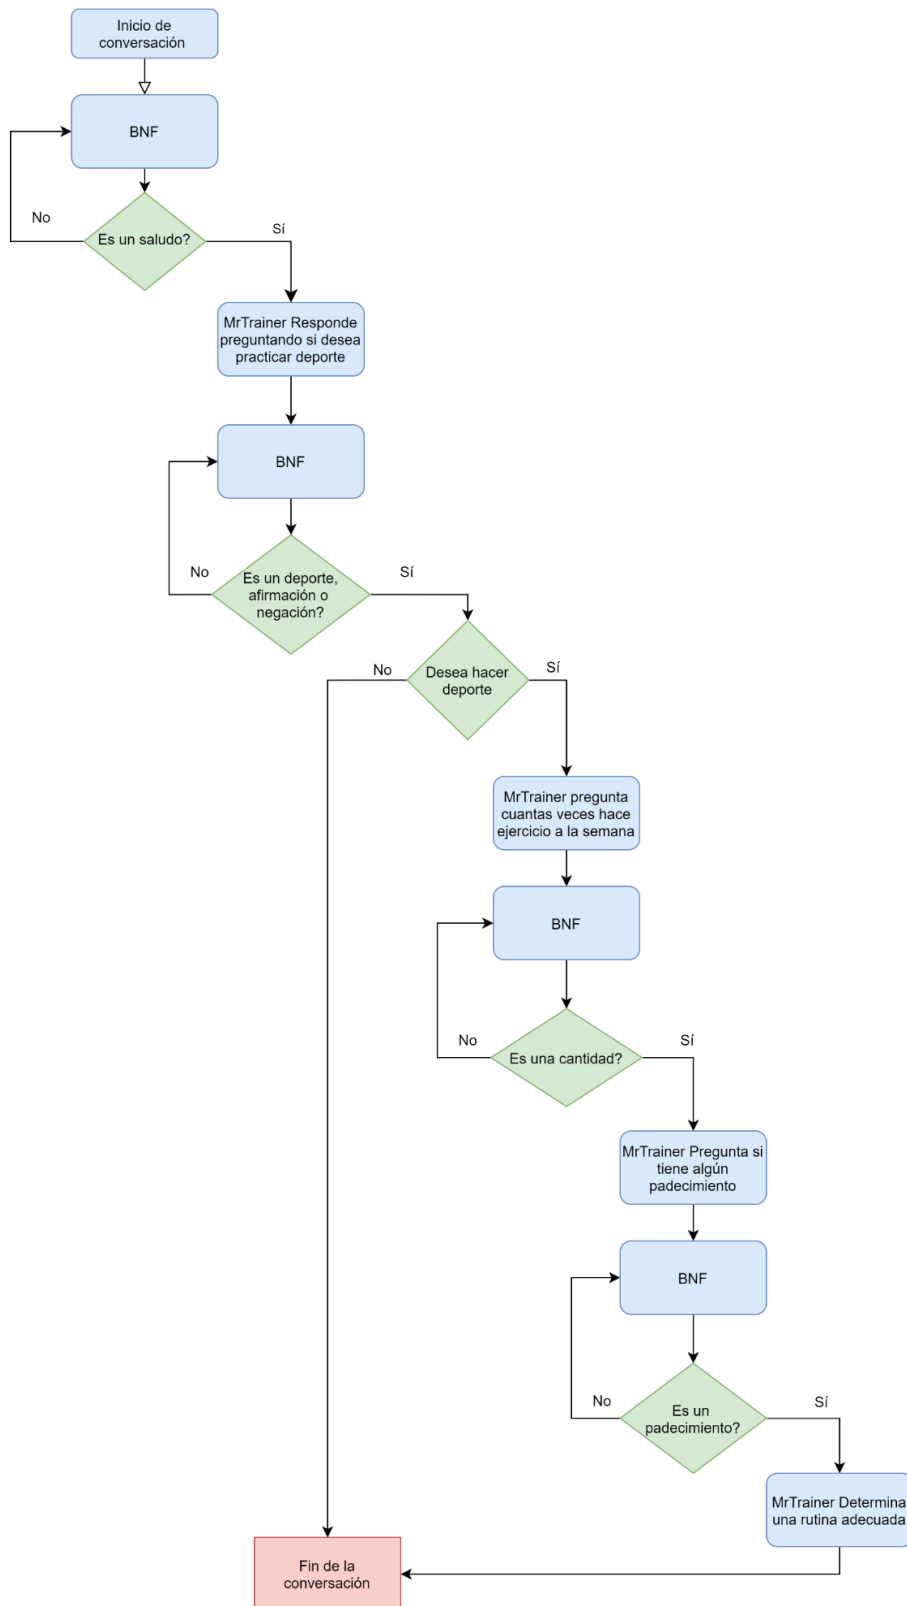 Inicio de
conversación
BNF
No
Es un saludo?
Sí
MrTrainer Responde
preguntando si desea
practicar deporte
BNF
No
Es un deporte,
afirmación o
negación?
Sí
No
Desea hacer
deporte
Sí
MrTrainer pregunta
cuantas veces hace
ejercicio a la semana
BNF
No
Es una cantidad?
Sí
MrTrainer Pregunta si
tiene algún
padecimiento
BNF
No
Es un
padecimiento?
Sí
MrTrainer Determina
una rutina adecuada
Fin de la
conversación